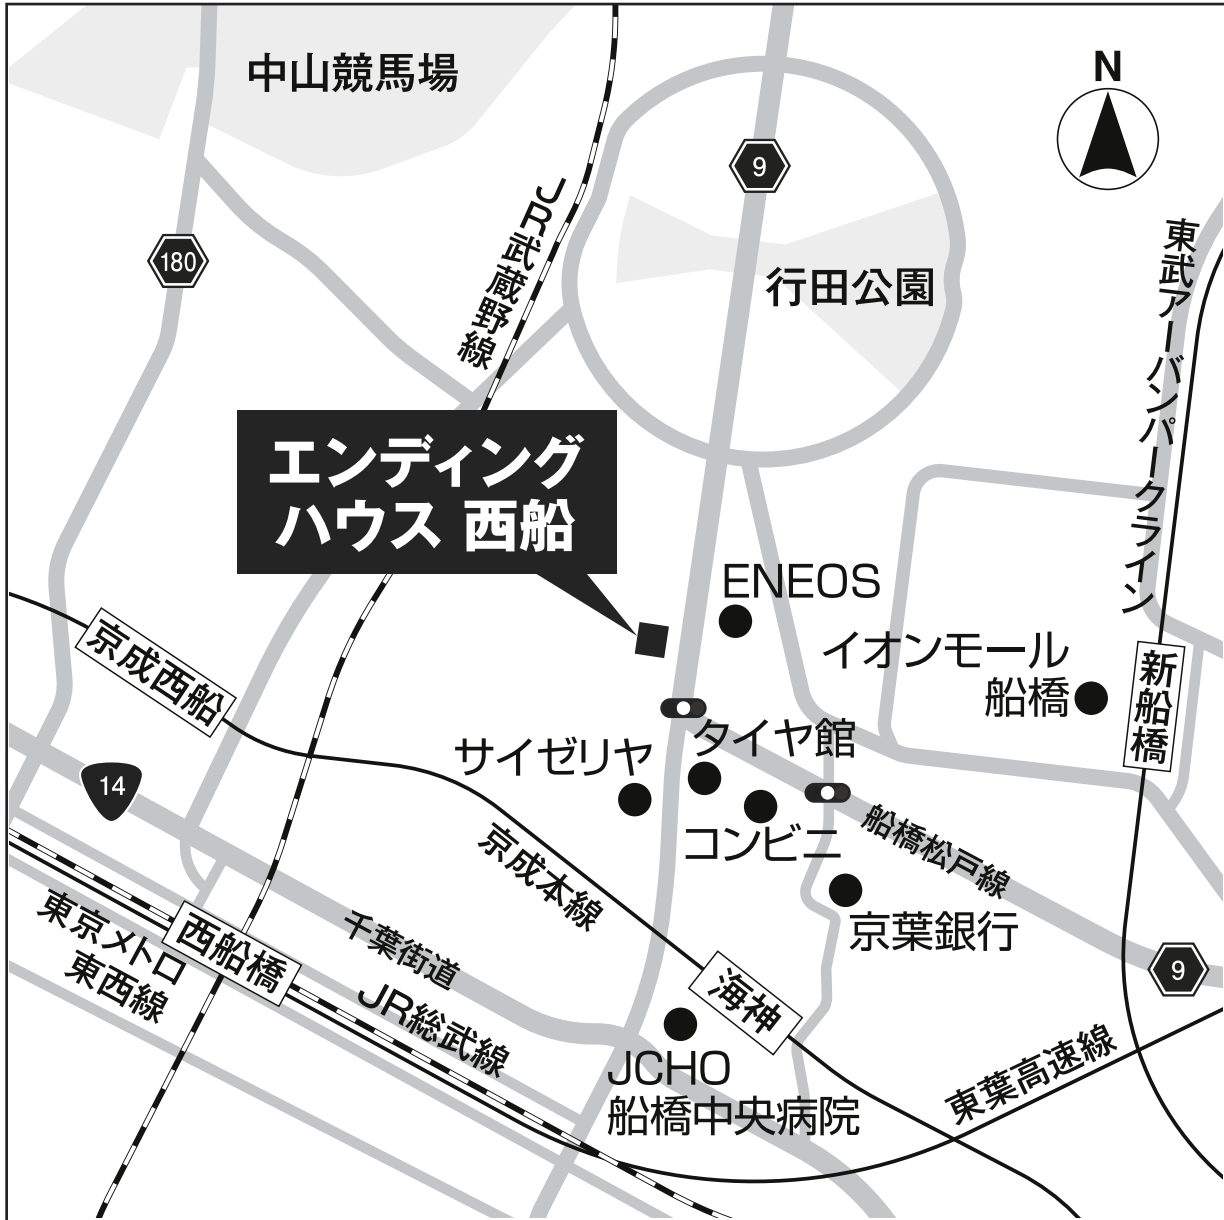 中山競馬場
N
9
180
JR武蔵野線
行田公園
東武アーバンパークライン
エンディング
ハウス 西船
ENEOS
イオンモール
船橋
新船橋
京成西船
サイゼリヤ
タイヤ館
14
コンビニ
船橋松戸線
京成本線
京葉銀行
東京メトロ
東西線
西船橋
千葉街道
JR総武線
海神
9
JCHO
船橋中央病院
東葉高速線